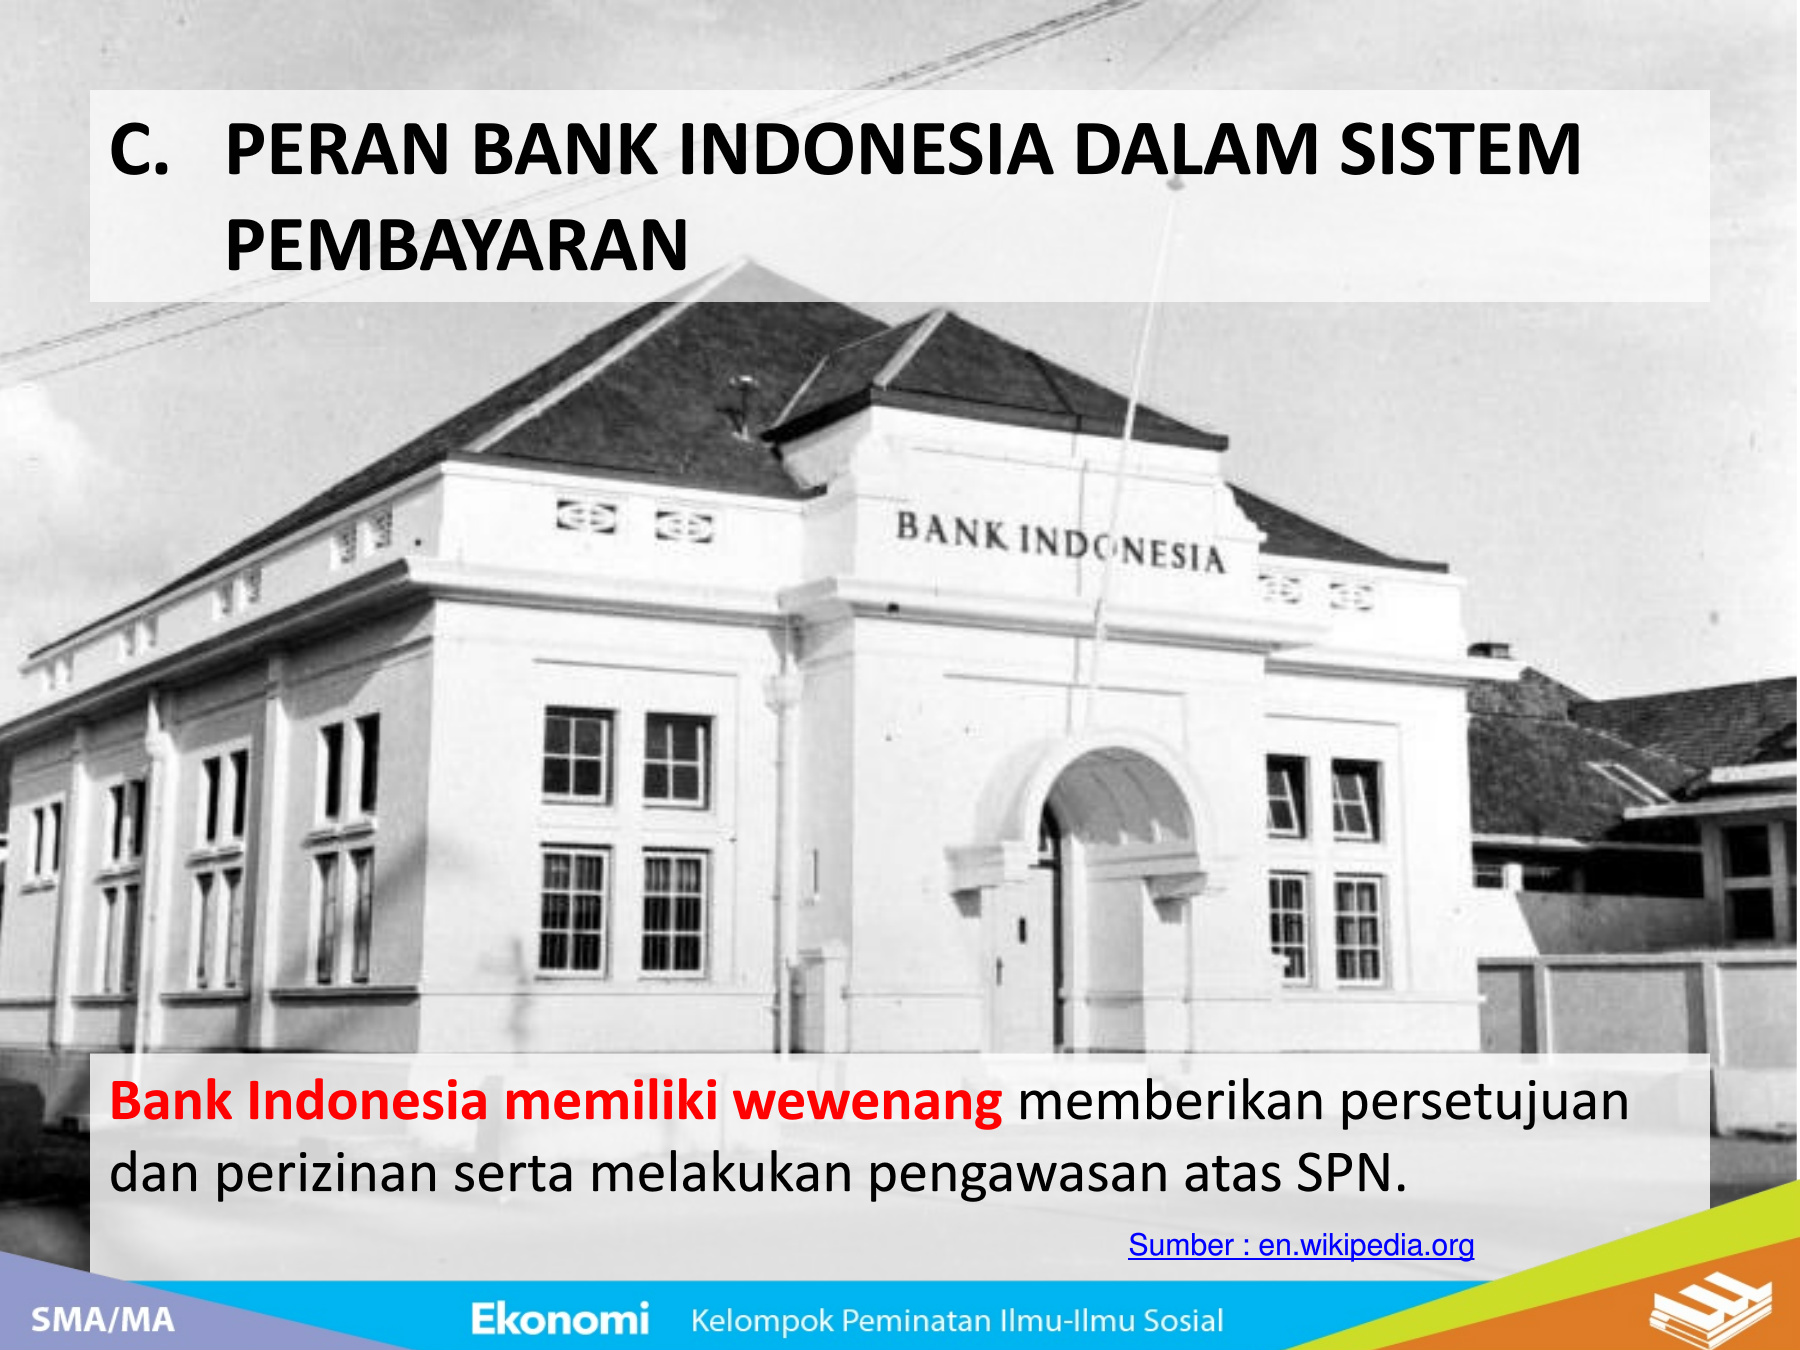 C. PERAN BANK INDONESIA DALAM SISTEM
PEMBAYARAN
BANK INDONESIA
Bank Indonesia memiliki wewenang memberikan persetujuan
dan perizinan serta melakukan pengawasan atas SPN.
Sumber : en.wikipedia.org
SMA/MA Ekonomi Kelompok Peminatan Ilmu-Ilmu Sosial